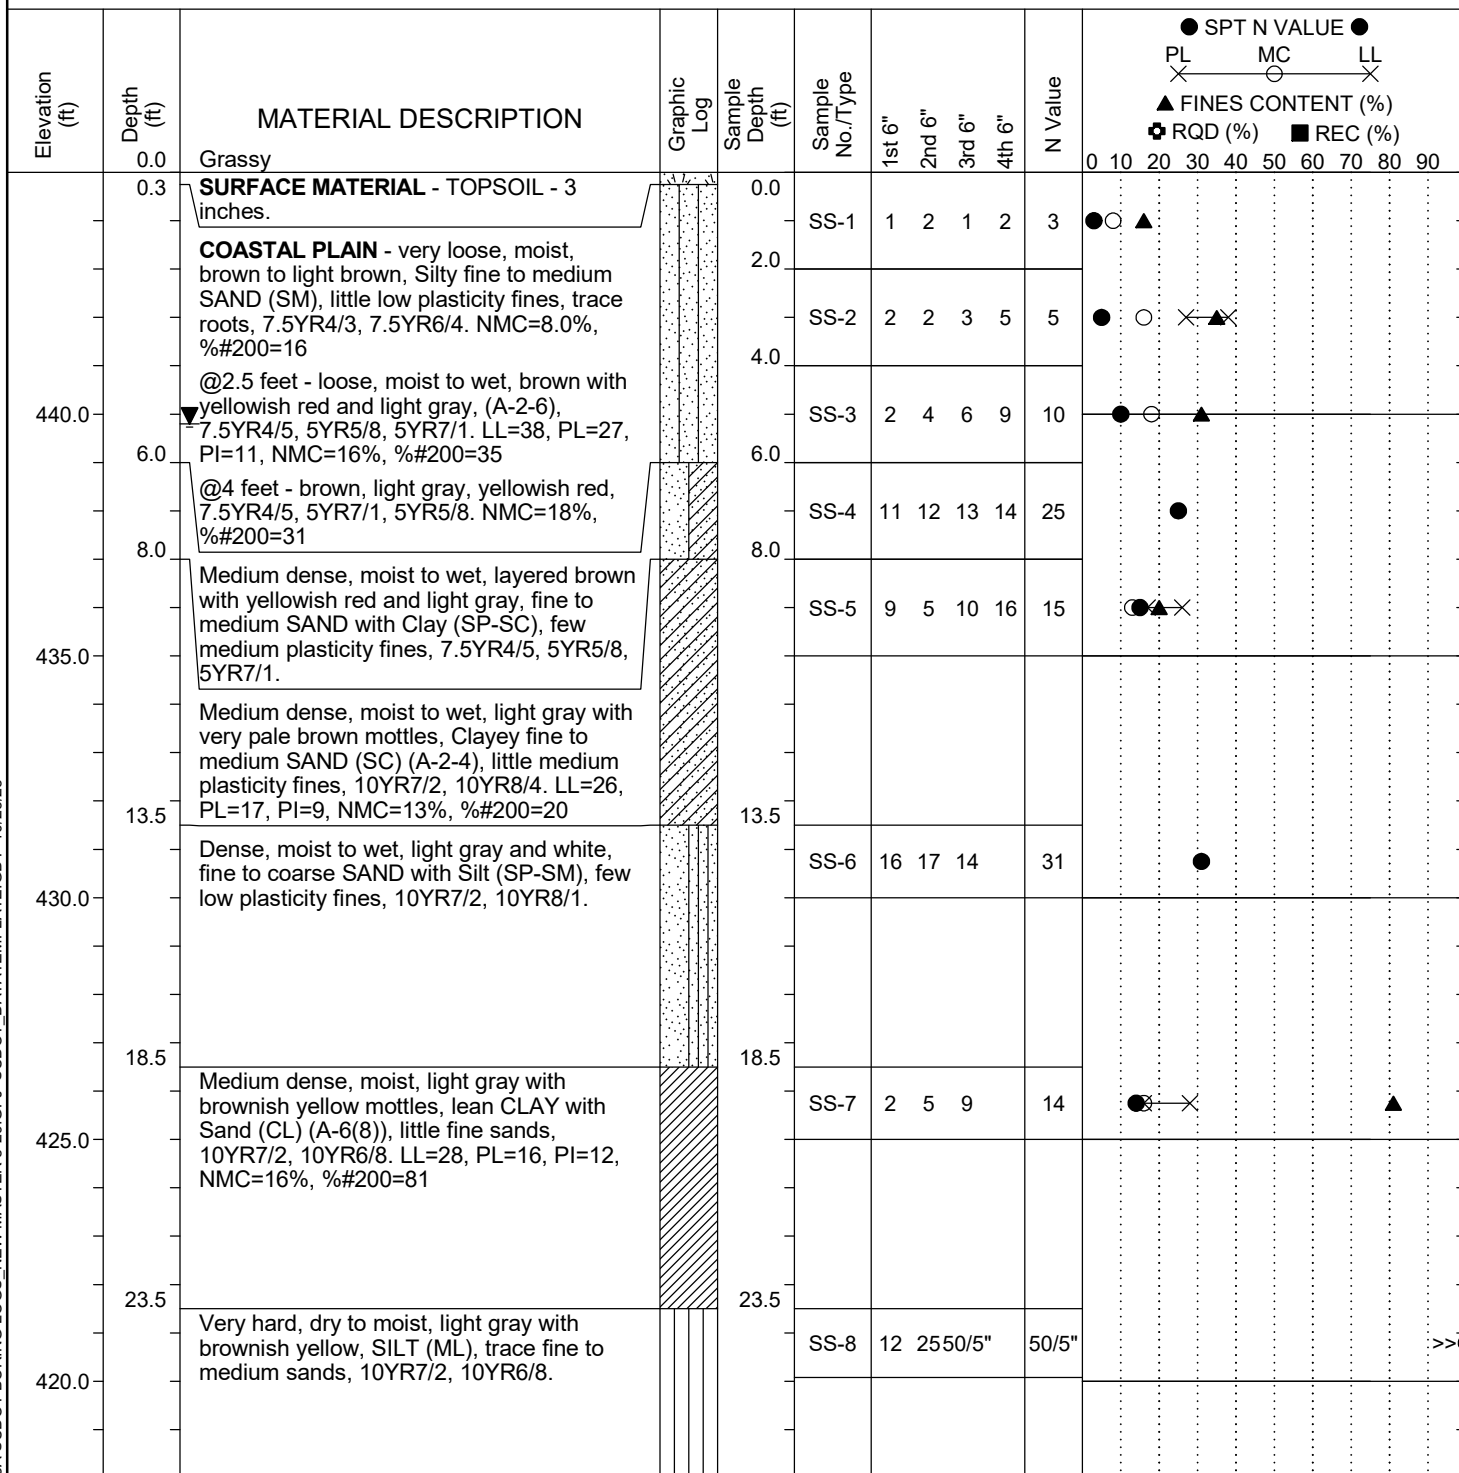 ● SPT N VALUE ●
PL MC LL
▲ FINES CONTENT (%)
RQD (%) ■ REC (%)
Elevation (ft)
Depth (ft)
MATERIAL DESCRIPTION
Graphic Log
Sample Depth (ft)
Sample No./Type
1st 6"
2nd 6"
3rd 6"
4th 6"
N Value
0 10 20 30 40 50 60 70 80 90
0.0 Grassy
0.3 SURFACE MATERIAL - TOPSOIL - 3
inches.
0.0
SS-1 1 2 1 2 3
COASTAL PLAIN - very loose, moist,
brown to light brown, Silty fine to medium
SAND (SM), little low plasticity fines, trace
roots, 7.5YR4/3, 7.5YR6/4. NMC=8.0%,
%#200=16
2.0
SS-2 2 2 3 5 5
4.0
@2.5 feet - loose, moist to wet, brown with
yellowish red and light gray, (A-2-6),
7.5YR4/5, 5YR5/8, 5YR7/1. LL=38, PL=27,
PI=11, NMC=16%, %#200=35
440.0
SS-3 2 4 6 9 10
6.0
6.0
@4 feet - brown, light gray, yellowish red,
7.5YR4/5, 5YR7/1, 5YR5/8. NMC=18%,
%#200=31
SS-4 11 12 13 14 25
8.0
8.0
Medium dense, moist to wet, layered brown
with yellowish red and light gray, fine to
medium SAND with Clay (SP-SC), few
medium plasticity fines, 7.5YR4/5, 5YR5/8,
5YR7/1.
SS-5 9 5 10 16 15
435.0
Medium dense, moist to wet, light gray with
very pale brown mottles, Clayey fine to
medium SAND (SC) (A-2-4), little medium
plasticity fines, 10YR7/2, 10YR8/4. LL=26,
PL=17, PI=9, NMC=13%, %#200=20
13.5
13.5
Dense, moist to wet, light gray and white,
fine to coarse SAND with Silt (SP-SM), few
low plasticity fines, 10YR7/2, 10YR8/1.
SS-6 16 17 14 31
430.0
18.5
18.5
Medium dense, moist, light gray with
brownish yellow mottles, lean CLAY with
Sand (CL) (A-6(8)), little fine sands,
10YR7/2, 10YR6/8. LL=28, PL=16, PI=12,
NMC=16%, %#200=81
SS-7 2 5 9 14
425.0
23.5
23.5
Very hard, dry to moist, light gray with
brownish yellow, SILT (ML), trace fine to
medium sands, 10YR7/2, 10YR6/8.
SS-8 12 25 50/5" 50/5"
>>
420.0